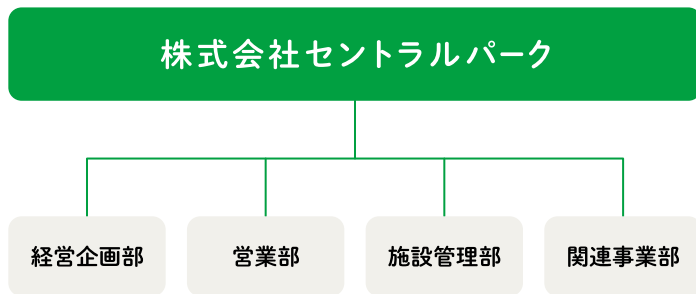 株式会社セントラルパーク
経営企画部
営業部
施設管理部
関連事業部